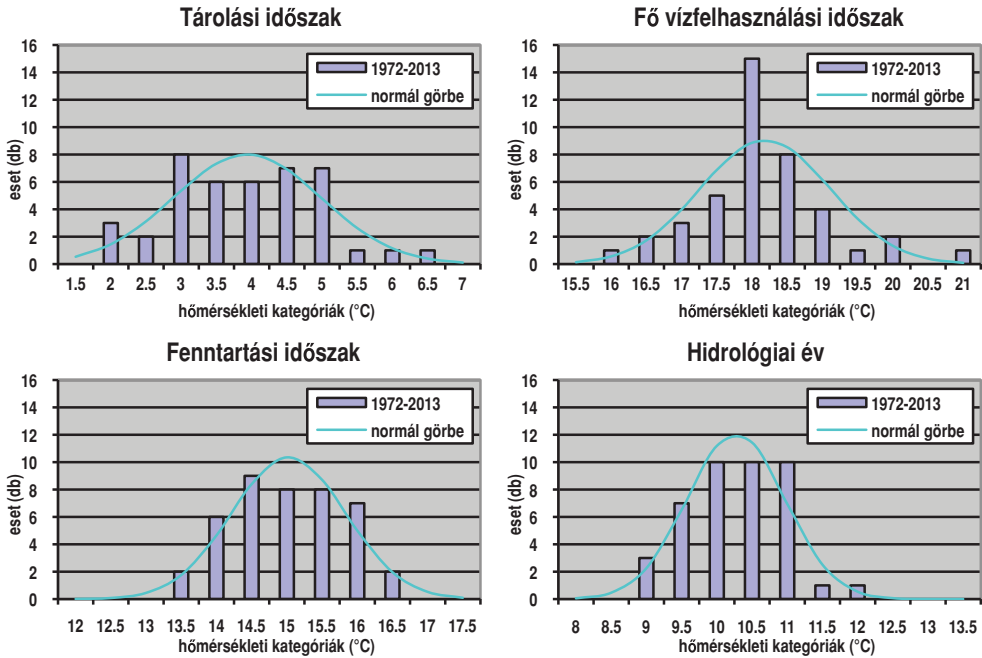 Tárolási időszak
16
14
12
10
8
6
4
2
0
eset (db)
1972-2013
normál görbe
1.5 2 2.5 3 3.5 4 4.5 5 5.5 6 6.5 7
hőmérsékleti kategóriák (°C)
Fő vízfelhasználási időszak
16
14
12
10
8
6
4
2
0
eset (db)
1972-2013
normál görbe
15.5 16 16.5 17 17.5 18 18.5 19 19.5 20 20.5 21
hőmérsékleti kategóriák (°C)
Fenntartási időszak
16
14
12
10
8
6
4
2
0
eset (db)
1972-2013
normál görbe
12 12.5 13 13.5 14 14.5 15 15.5 16 16.5 17 17.5
hőmérsékleti kategóriák (°C)
Hidrológiai év
16
14
12
10
8
6
4
2
0
eset (db)
1972-2013
normál görbe
8 8.5 9 9.5 10 10.5 11 11.5 12 12.5 13 13.5
hőmérsékleti kategóriák (°C)